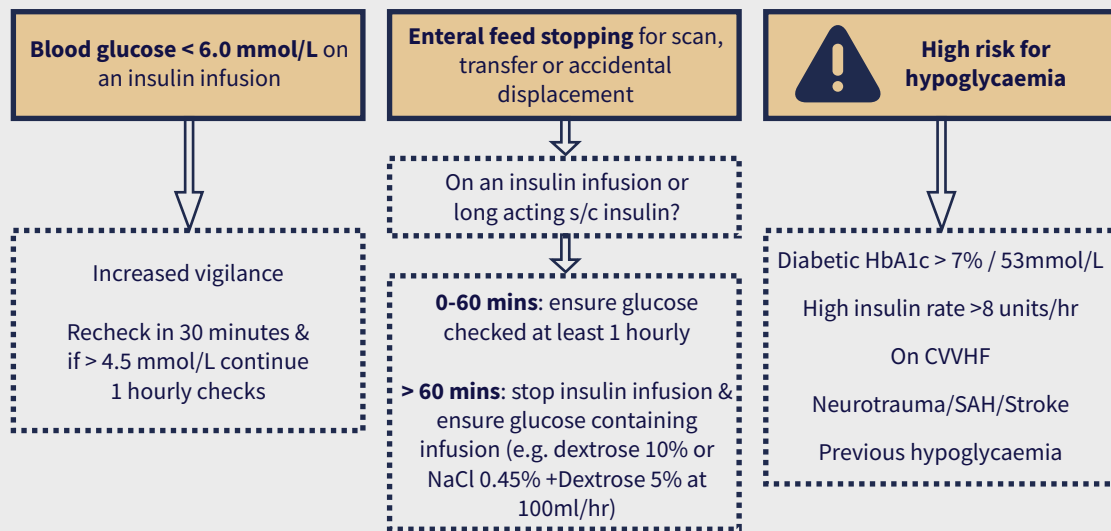 Blood glucose < 6.0 mmol/L on
an insulin infusion
Increased vigilance
Recheck in 30 minutes &
if > 4.5 mmol/L continue
1 hourly checks
Enteral feed stopping for scan,
transfer or accidental
displacement
On an insulin infusion or
long acting s/c insulin?
0-60 mins: ensure glucose
checked at least 1 hourly
> 60 mins: stop insulin infusion &
ensure glucose containing
infusion (e.g. dextrose 10% or
NaCl 0.45% +Dextrose 5% at
100ml/hr)
!
High risk for
hypoglycaemia
Diabetic HbA1c > 7% / 53mmol/L
High insulin rate >8 units/hr
On CVVHF
Neurotrauma/SAH/Stroke
Previous hypoglycaemia